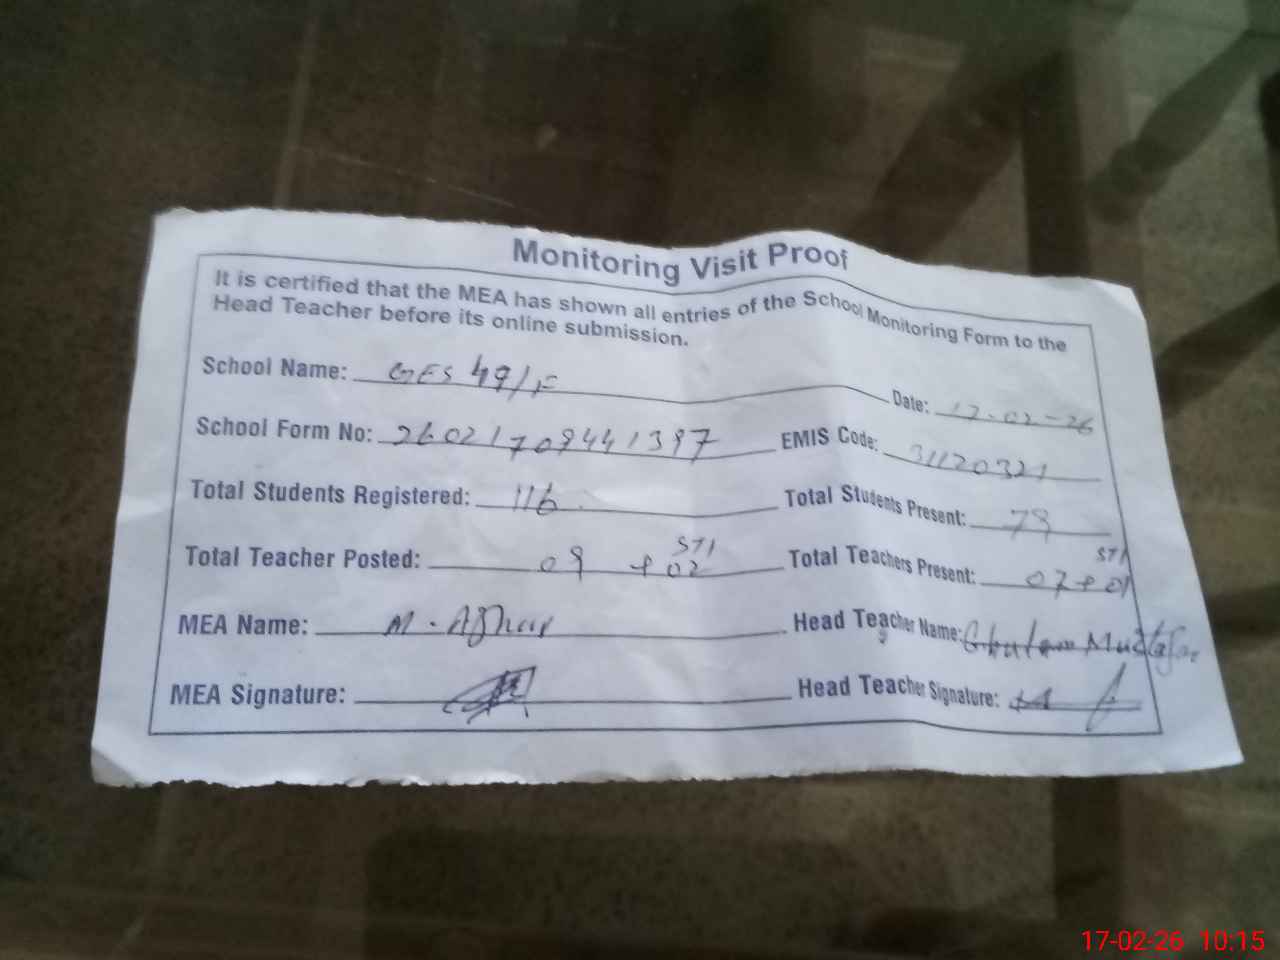 Monitoring Visit Proof
It is certified that the MEA has shown all entries of the School Monitoring Form to the
Head Teacher before its online submission.
School Name: GES 49/F
Date: 17-02-26
School Form No: 26021709441397
EMIS Code: 31120321
Total Students Registered: 116
Total Students Present:
Total Teacher Posted: 09 + 02 STI
Total Teachers Present: 07 + 01 STI
MEA Name: M.
Head Teacher Name: Ghulam Mustafa
MEA Signature:
Head Teacher Signature:
17-02-26 10:15